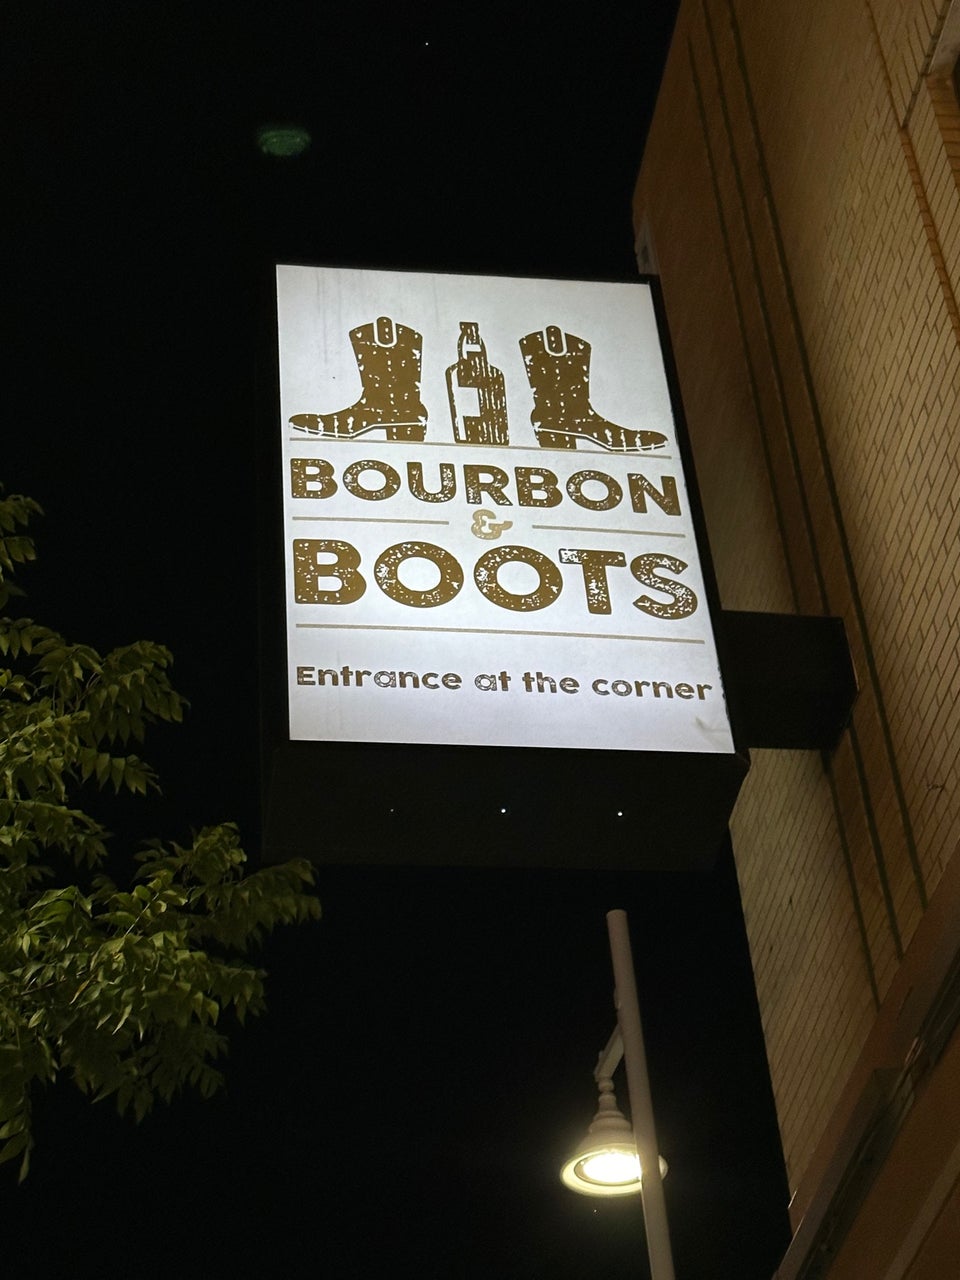 BOURBON
&
BOOTS
Entrance at the corner